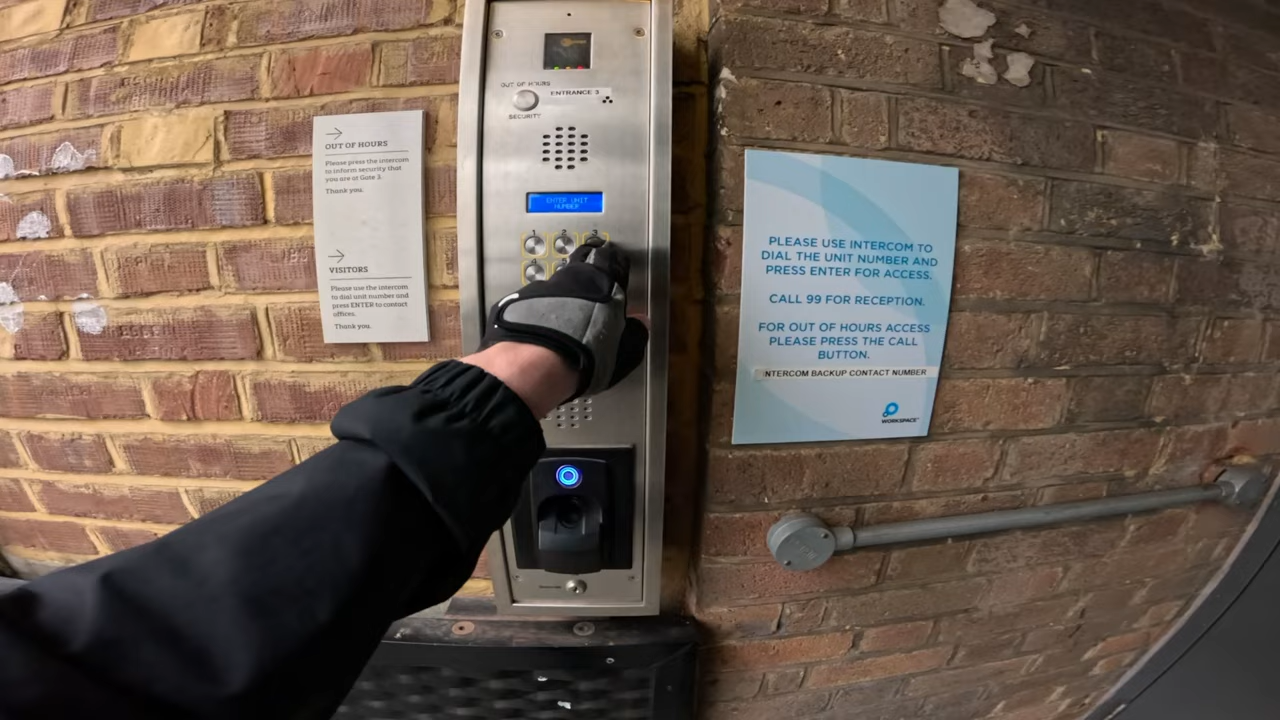 OUT OF HOURS
Please press the intercom
to inform security that
you are at Gate 3.
Thank you.
VISITORS
Please use the intercom
to dial unit number and
press ENTER to contact
offices.
Thank you.
OUT OF HOURS
ENTRANCE 3
SECURITY
ENTER UNIT
NUMBER
1 2 3
4
PLEASE USE INTERCOM TO
DIAL THE UNIT NUMBER AND
PRESS ENTER FOR ACCESS.
CALL 99 FOR RECEPTION.
FOR OUT OF HOURS ACCESS
PLEASE PRESS THE CALL
BUTTON.
INTERCOM BACKUP CONTACT NUMBER
WORKSPACE